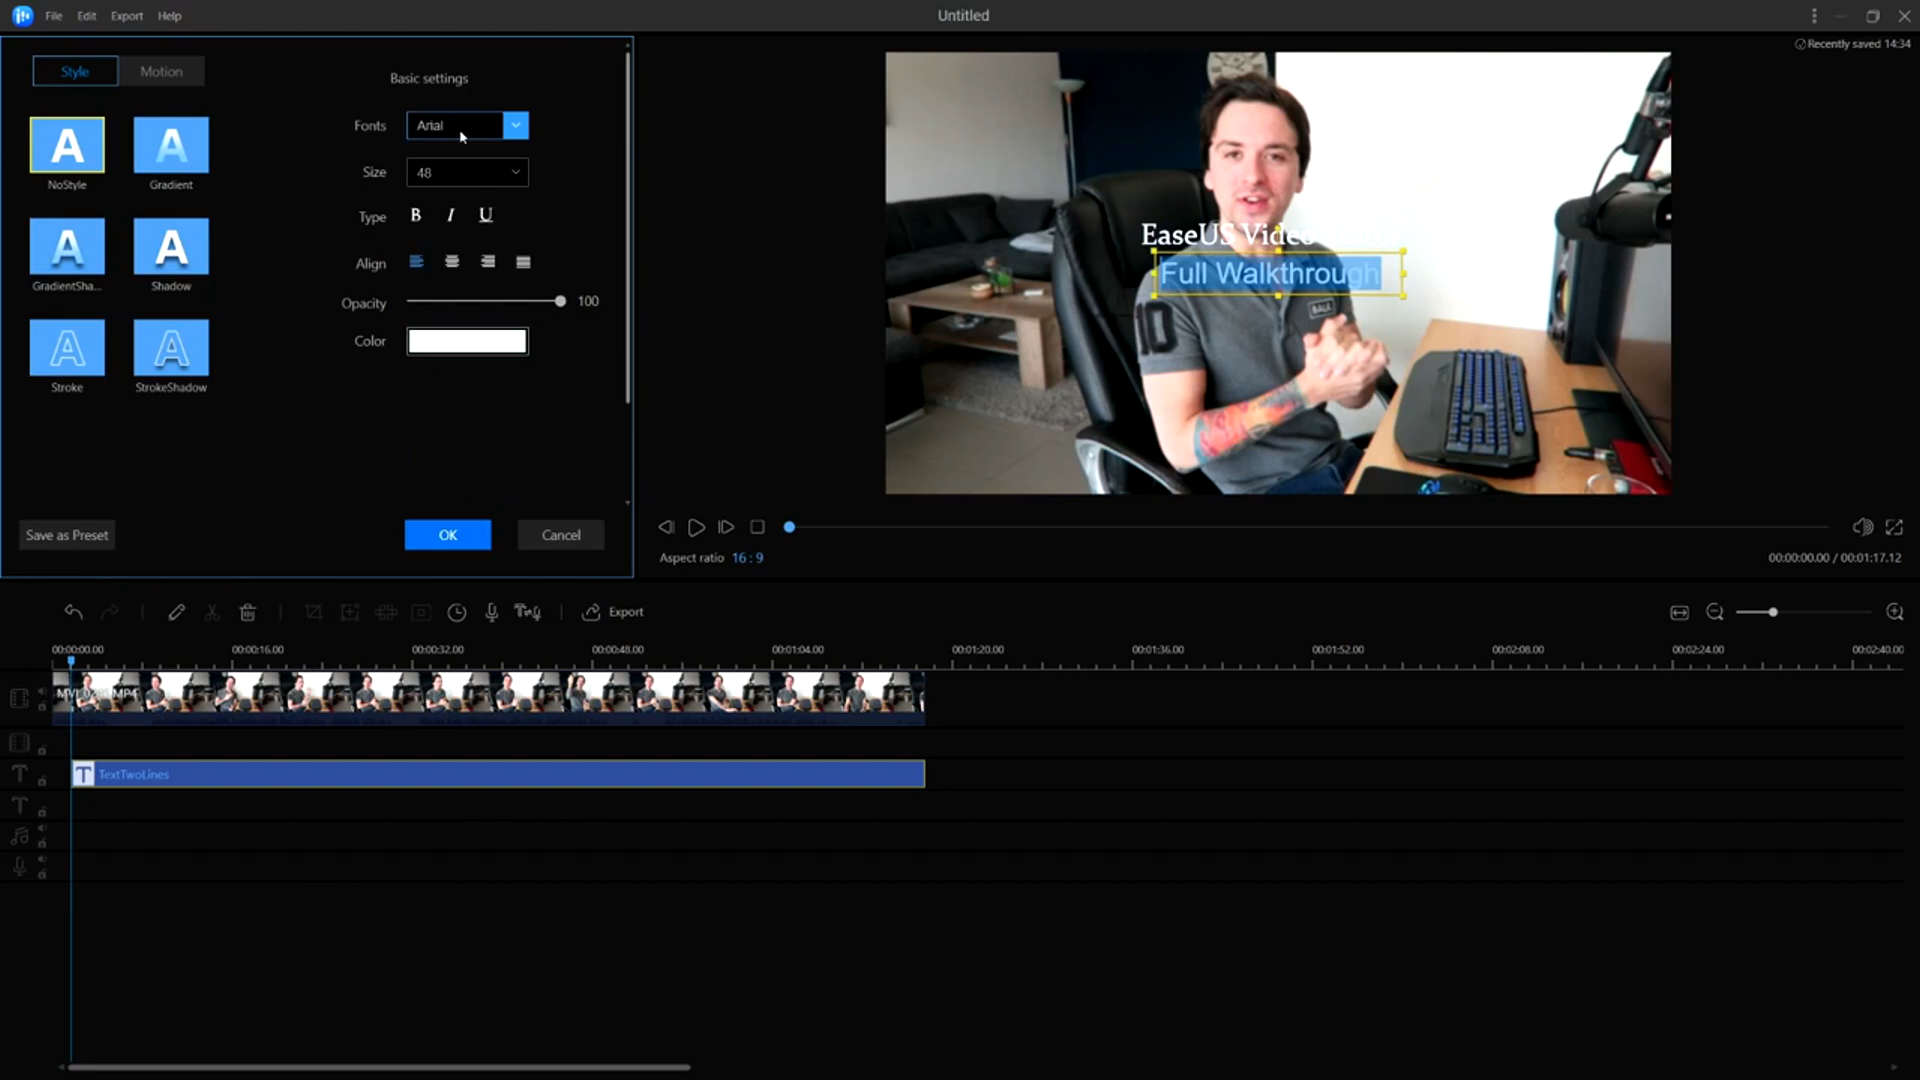 File Edit Export Help
Untitled
Recently saved 14:34
Style Motion
Basic settings
Fonts Arial
Size 48
Type B I U
Align
Opacity 100
Color
A A
NoStyle Gradient
A A
GradientSha... Shadow
A A
Stroke StrokeShadow
Save as Preset OK Cancel
EaseUS Video
Full Walkthrough
Aspect ratio 16 : 9
00:00:00.00 / 00:01:17.12
Export
00:00:00.00 00:00:16.00 00:00:32.00 00:00:48.00 00:01:04.00 00:01:20.00 00:01:36.00 00:01:52.00 00:02:08.00 00:02:24.00 00:02:40.00
T TextTwoLines